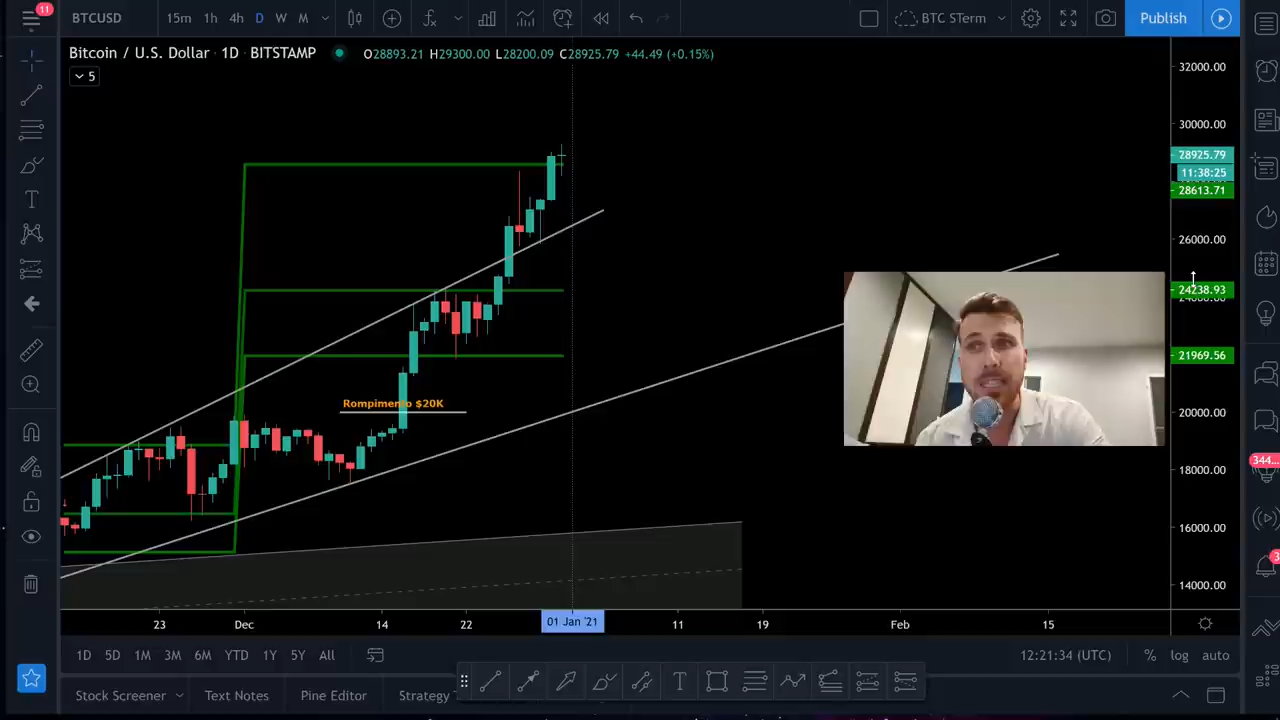 11
BTCUSD 15m 1h 4h D W M BTC STerm Publish
Bitcoin / U.S. Dollar · 1D · BITSTAMP O28893.21 H29300.00 L28200.09 C28925.79 +44.49 (+0.15%)
5
32000.00
30000.00
28925.79
11:38:25
28613.71
26000.00
24238.93
21969.56
Rompimento $20K
20000.00
18000.00
344...
16000.00
14000.00
23 Dec 14 22 01 Jan '21 11 19 Feb 15
1D 5D 1M 3M 6M YTD 1Y 5Y All 12:21:34 (UTC) % log auto
Stock Screener Text Notes Pine Editor Strategy